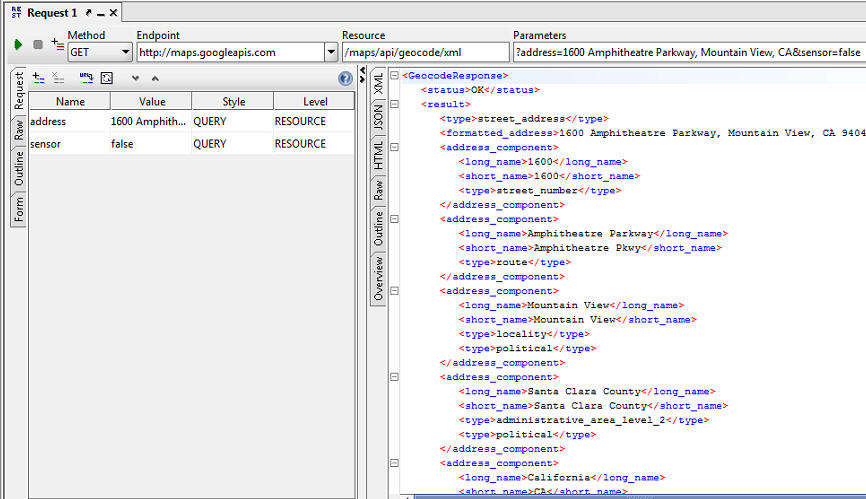 RE ST Request 1
Method Endpoint Resource Parameters
GET http://maps.googleapis.com /maps/api/geocode/xml ?address=1600 Amphitheatre Parkway, Mountain View, CA&sensor=false
Request
Raw
Outline
Form
Name Value Style Level
address 1600 Amphith... QUERY RESOURCE
sensor false QUERY RESOURCE
XML
JSON
HTML
Raw
Outline
Overview
<GeocodeResponse>
<status>OK</status>
<result>
<type>street_address</type>
<formatted_address>1600 Amphitheatre Parkway, Mountain View, CA 9404
<address_component>
<long_name>1600</long_name>
<short_name>1600</short_name>
<type>street_number</type>
</address_component>
<address_component>
<long_name>Amphitheatre Parkway</long_name>
<short_name>Amphitheatre Pkwy</short_name>
<type>route</type>
</address_component>
<address_component>
<long_name>Mountain View</long_name>
<short_name>Mountain View</short_name>
<type>locality</type>
<type>political</type>
</address_component>
<address_component>
<long_name>Santa Clara County</long_name>
<short_name>Santa Clara County</short_name>
<type>administrative_area_level_2</type>
<type>political</type>
</address_component>
<address_component>
<long_name>California</long_name>
<short_name>CA</short_name>